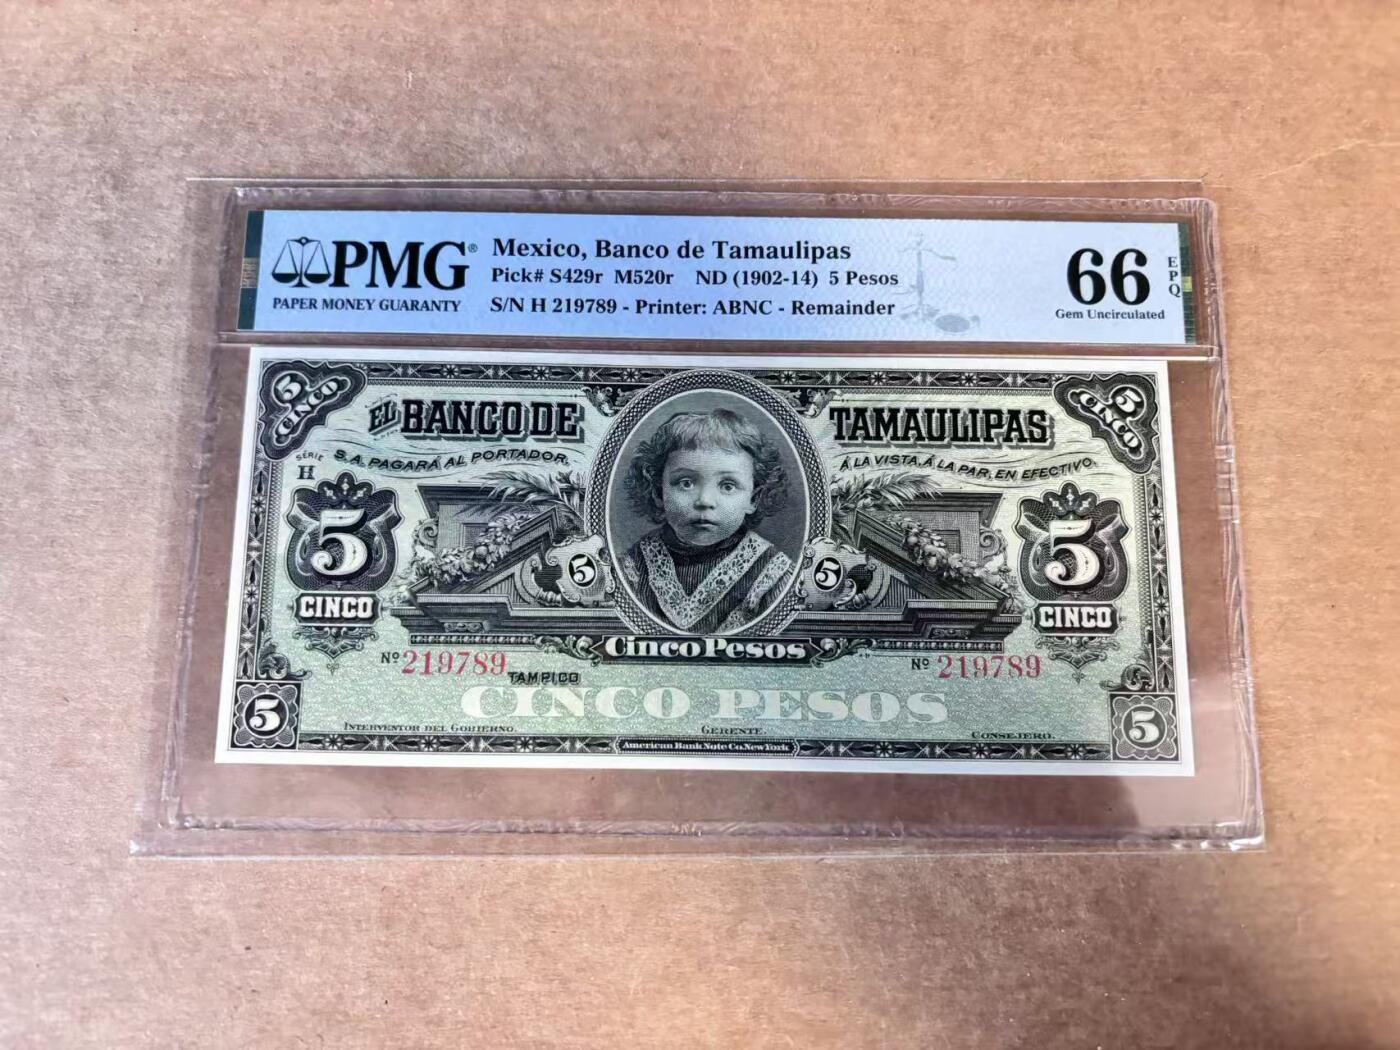 PMG®
PAPER MONEY GUARANTY
Mexico, Banco de Tamaulipas
Pick# S429r M520r ND (1902-14) 5 Pesos
S/N H 219789 - Printer: ABNC - Remainder
66 EPQ
Gem Uncirculated
5 CINCO
5 CINCO
EL BANCO DE TAMAULIPAS
S.A. PAGARÁ AL PORTADOR, Á LA VISTA, Á LA PAR, EN EFECTIVO.
SÉRIE
H
5
5
5
5
CINCO
CINCO
Cinco Pesos
Nº 219789
Nº 219789
TAMPICO
CINCO PESOS
5
5
INTERVENTOR DEL GOBIERNO.
GERENTE.
CONSEJERO.
American Bank Note Co. New York